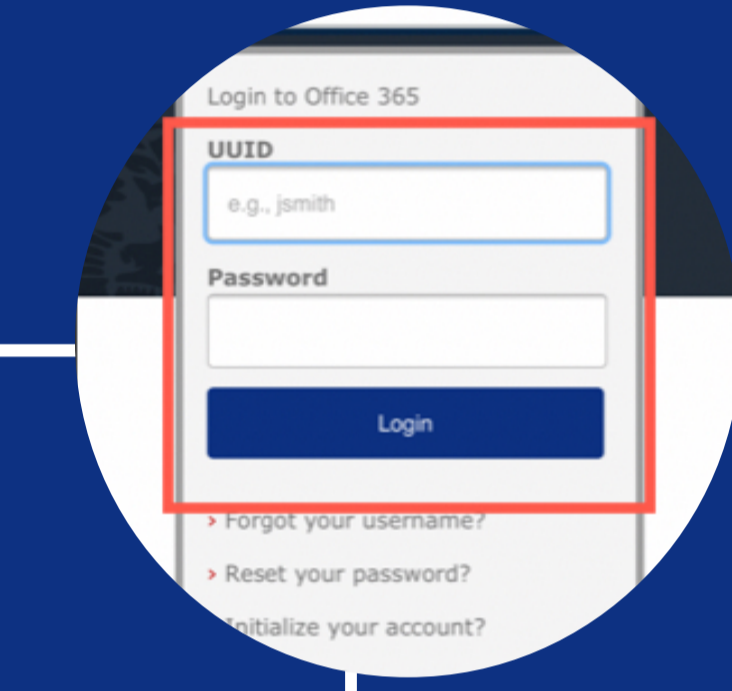 Login to Office 365
UUID
e.g., jsmith
Password
Login
> Forgot your username?
> Reset your password?
Initialize your account?